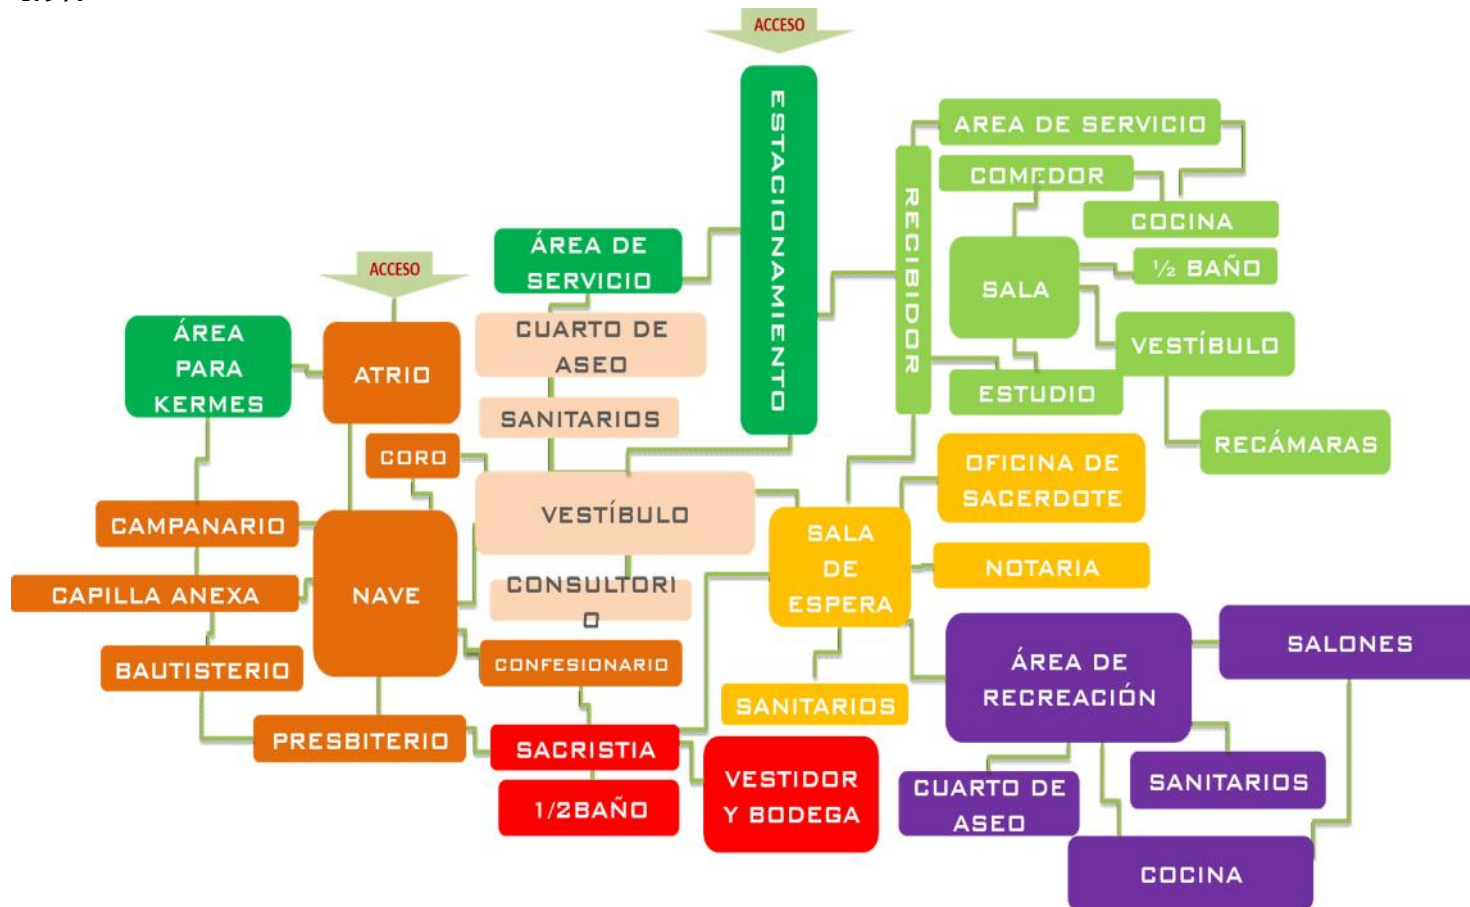 ACCESO
ESTACIONAMIENTO
AREA DE SERVICIO
RECIBIDOR
COMEDOR
COCINA
½ BAÑO
SALA
VESTÍBULO
ESTUDIO
RECÁMARAS
ÁREA DE
SERVICIO
ACCESO
ÁREA
PARA
KERMES
ATRIO
CUARTO DE
ASEO
SANITARIOS
CORO
VESTÍBULO
CONSULTORI
O
CAMPANARIO
CAPILLA ANEXA
NAVE
BAUTISTERIO
CONFESIONARIO
PRESBITERIO
SACRISTIA
1/2BAÑO
VESTIDOR
Y BODEGA
OFICINA DE
SACERDOTE
SALA
DE
ESPERA
NOTARIA
SANITARIOS
ÁREA DE
RECREACIÓN
SALONES
SANITARIOS
CUARTO DE
ASEO
COCINA